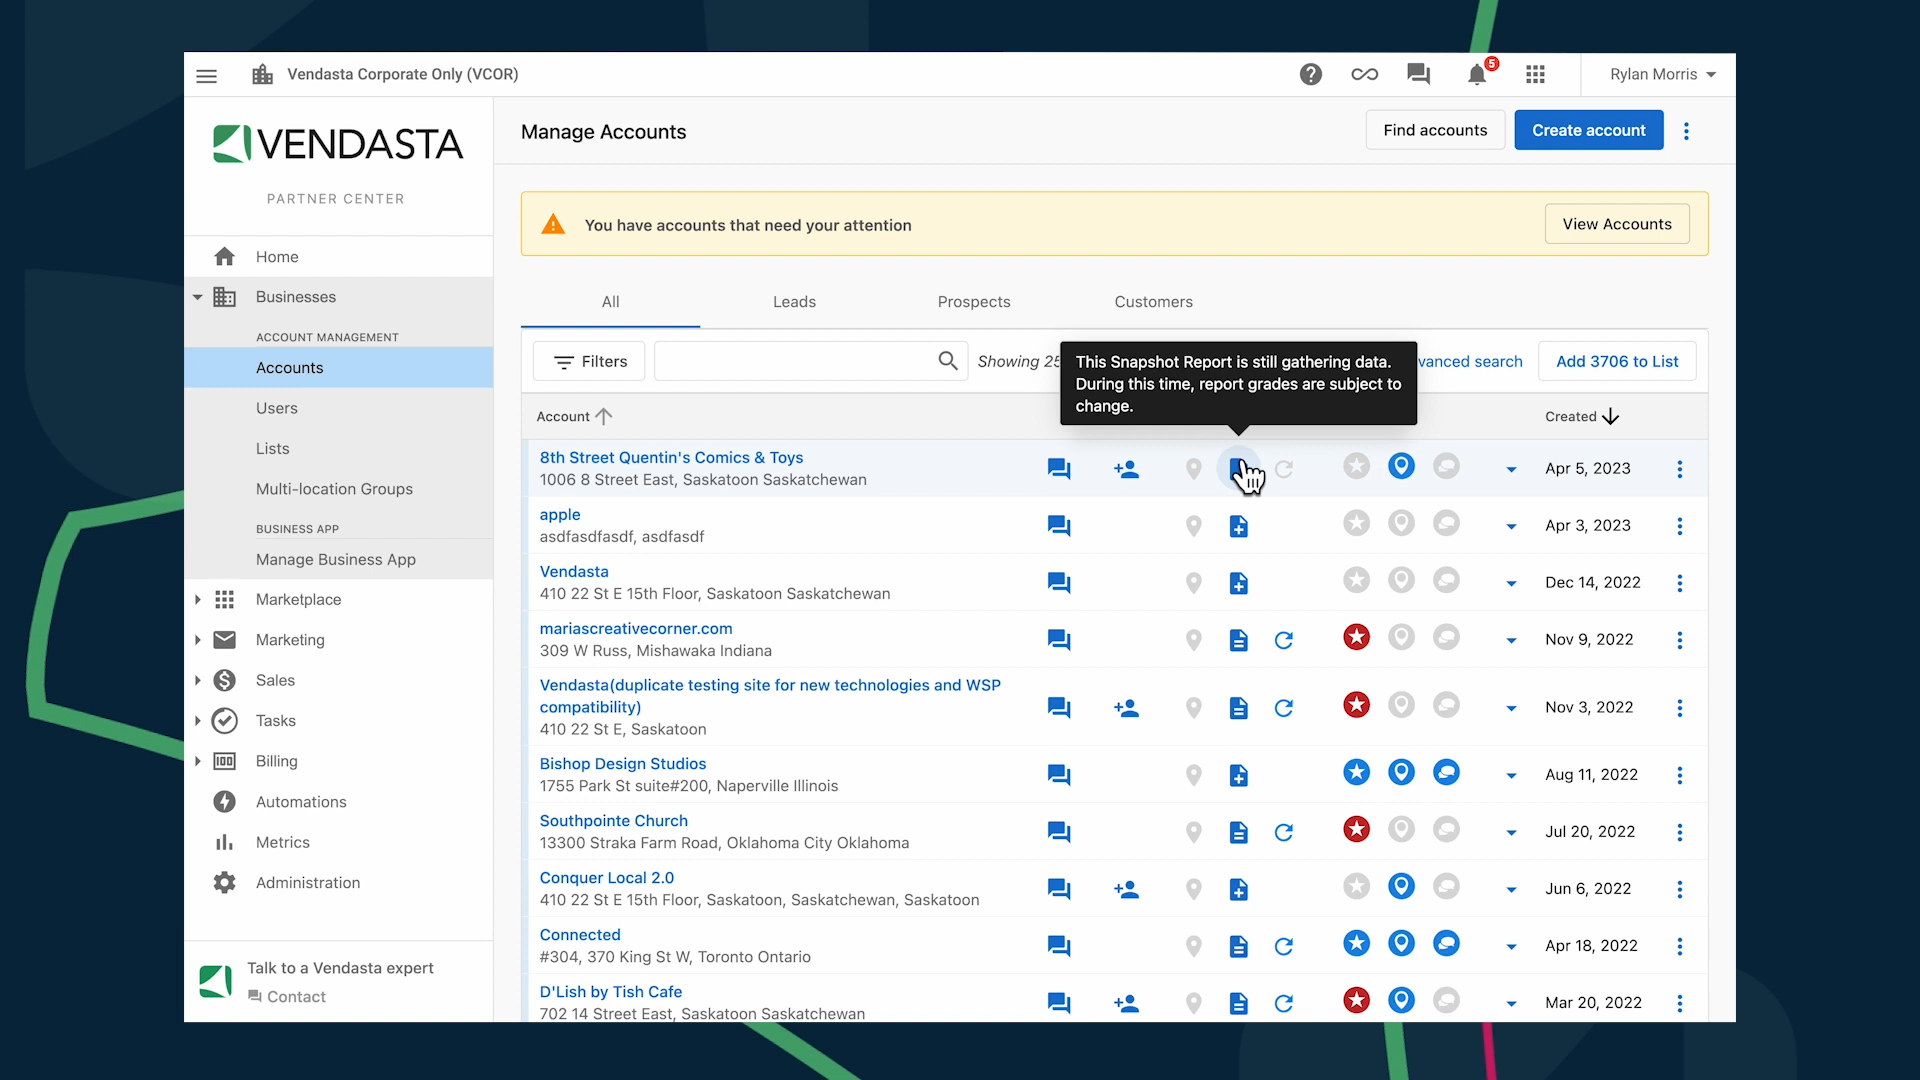 Vendasta Corporate Only (VCOR)
5
Rylan Morris
VENDASTA
PARTNER CENTER
Home
Businesses
ACCOUNT MANAGEMENT
Accounts
Users
Lists
Multi-location Groups
BUSINESS APP
Manage Business App
Marketplace
Marketing
Sales
Tasks
Billing
Automations
Metrics
Administration
Talk to a Vendasta expert
Contact
Manage Accounts
Find accounts
Create account
You have accounts that need your attention
View Accounts
All
Leads
Prospects
Customers
Filters
Showing 25
This Snapshot Report is still gathering data.
During this time, report grades are subject to
change.
vanced search
Add 3706 to List
Account
Created
8th Street Quentin's Comics & Toys
1006 8 Street East, Saskatoon Saskatchewan
Apr 5, 2023
apple
asdfasdfasdf, asdfasdf
Apr 3, 2023
Vendasta
410 22 St E 15th Floor, Saskatoon Saskatchewan
Dec 14, 2022
mariascreativecorner.com
309 W Russ, Mishawaka Indiana
Nov 9, 2022
Vendasta(duplicate testing site for new technologies and WSP
compatibility)
410 22 St E, Saskatoon
Nov 3, 2022
Bishop Design Studios
1755 Park St suite#200, Naperville Illinois
Aug 11, 2022
Southpointe Church
13300 Straka Farm Road, Oklahoma City Oklahoma
Jul 20, 2022
Conquer Local 2.0
410 22 St E 15th Floor, Saskatoon, Saskatchewan, Saskatoon
Jun 6, 2022
Connected
#304, 370 King St W, Toronto Ontario
Apr 18, 2022
D'Lish by Tish Cafe
702 14 Street East, Saskatoon Saskatchewan
Mar 20, 2022